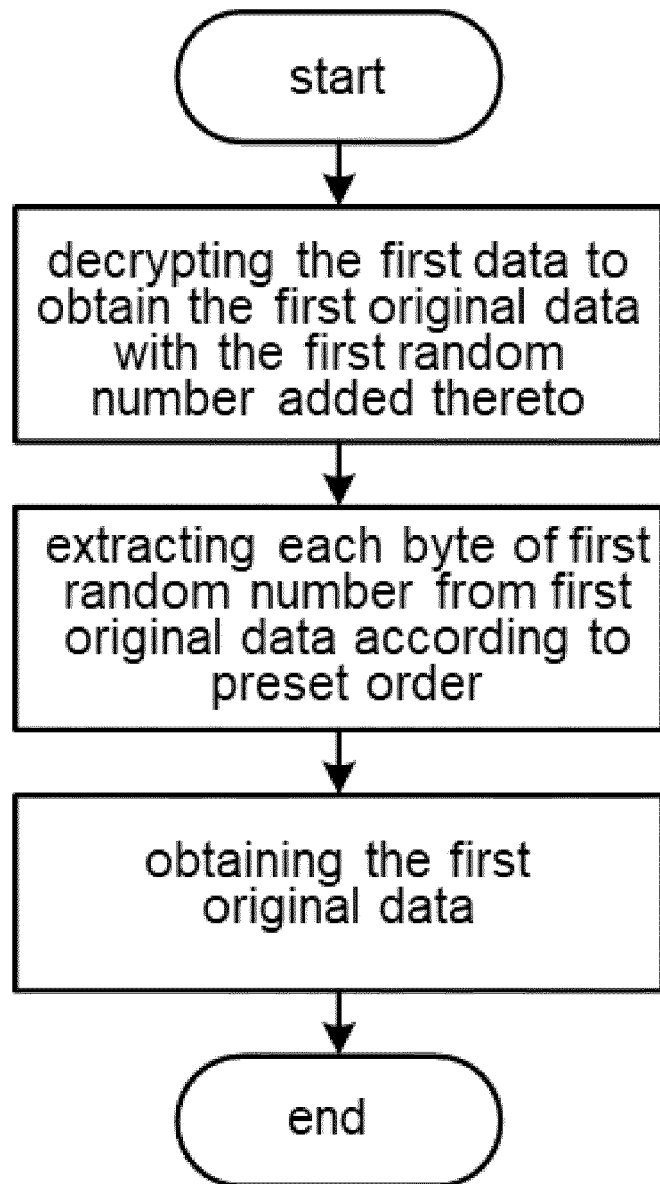 start
decrypting the first data to
obtain the first original data
with the first random
number added thereto
extracting each byte of first
random number from first
original data according to
preset order
obtaining the first
original data
end